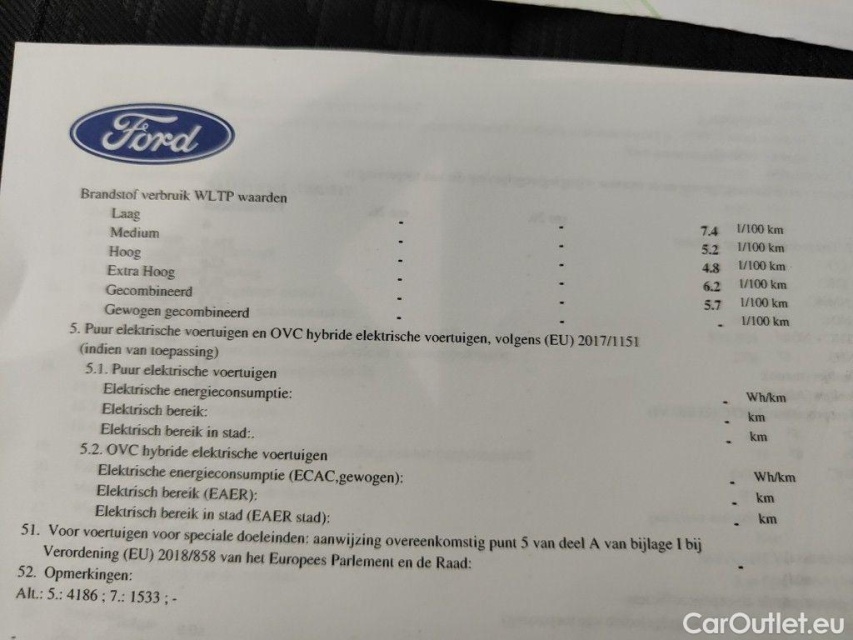 Ford
Brandstof verbruik WLTP waarden
Laag - - 7.4 l/100 km
Medium - - 5.2 l/100 km
Hoog - - 4.8 l/100 km
Extra Hoog - - 6.2 l/100 km
Gecombineerd - - 5.7 l/100 km
Gewogen gecombineerd - - - l/100 km
5. Puur elektrische voertuigen en OVC hybride elektrische voertuigen, volgens (EU) 2017/1151
(indien van toepassing)
5.1. Puur elektrische voertuigen
Elektrische energieconsumptie: - Wh/km
Elektrisch bereik: - km
Elektrisch bereik in stad:. - km
5.2. OVC hybride elektrische voertuigen
Elektrische energieconsumptie (ECAC,gewogen): - Wh/km
Elektrisch bereik (EAER): - km
Elektrisch bereik in stad (EAER stad): - km
51. Voor voertuigen voor speciale doeleinden: aanwijzing overeenkomstig punt 5 van deel A van bijlage I bij
Verordening (EU) 2018/858 van het Europees Parlement en de Raad: -
52. Opmerkingen:
Alt.: 5.: 4186 ; 7.: 1533 ; -
CarOutlet.eu